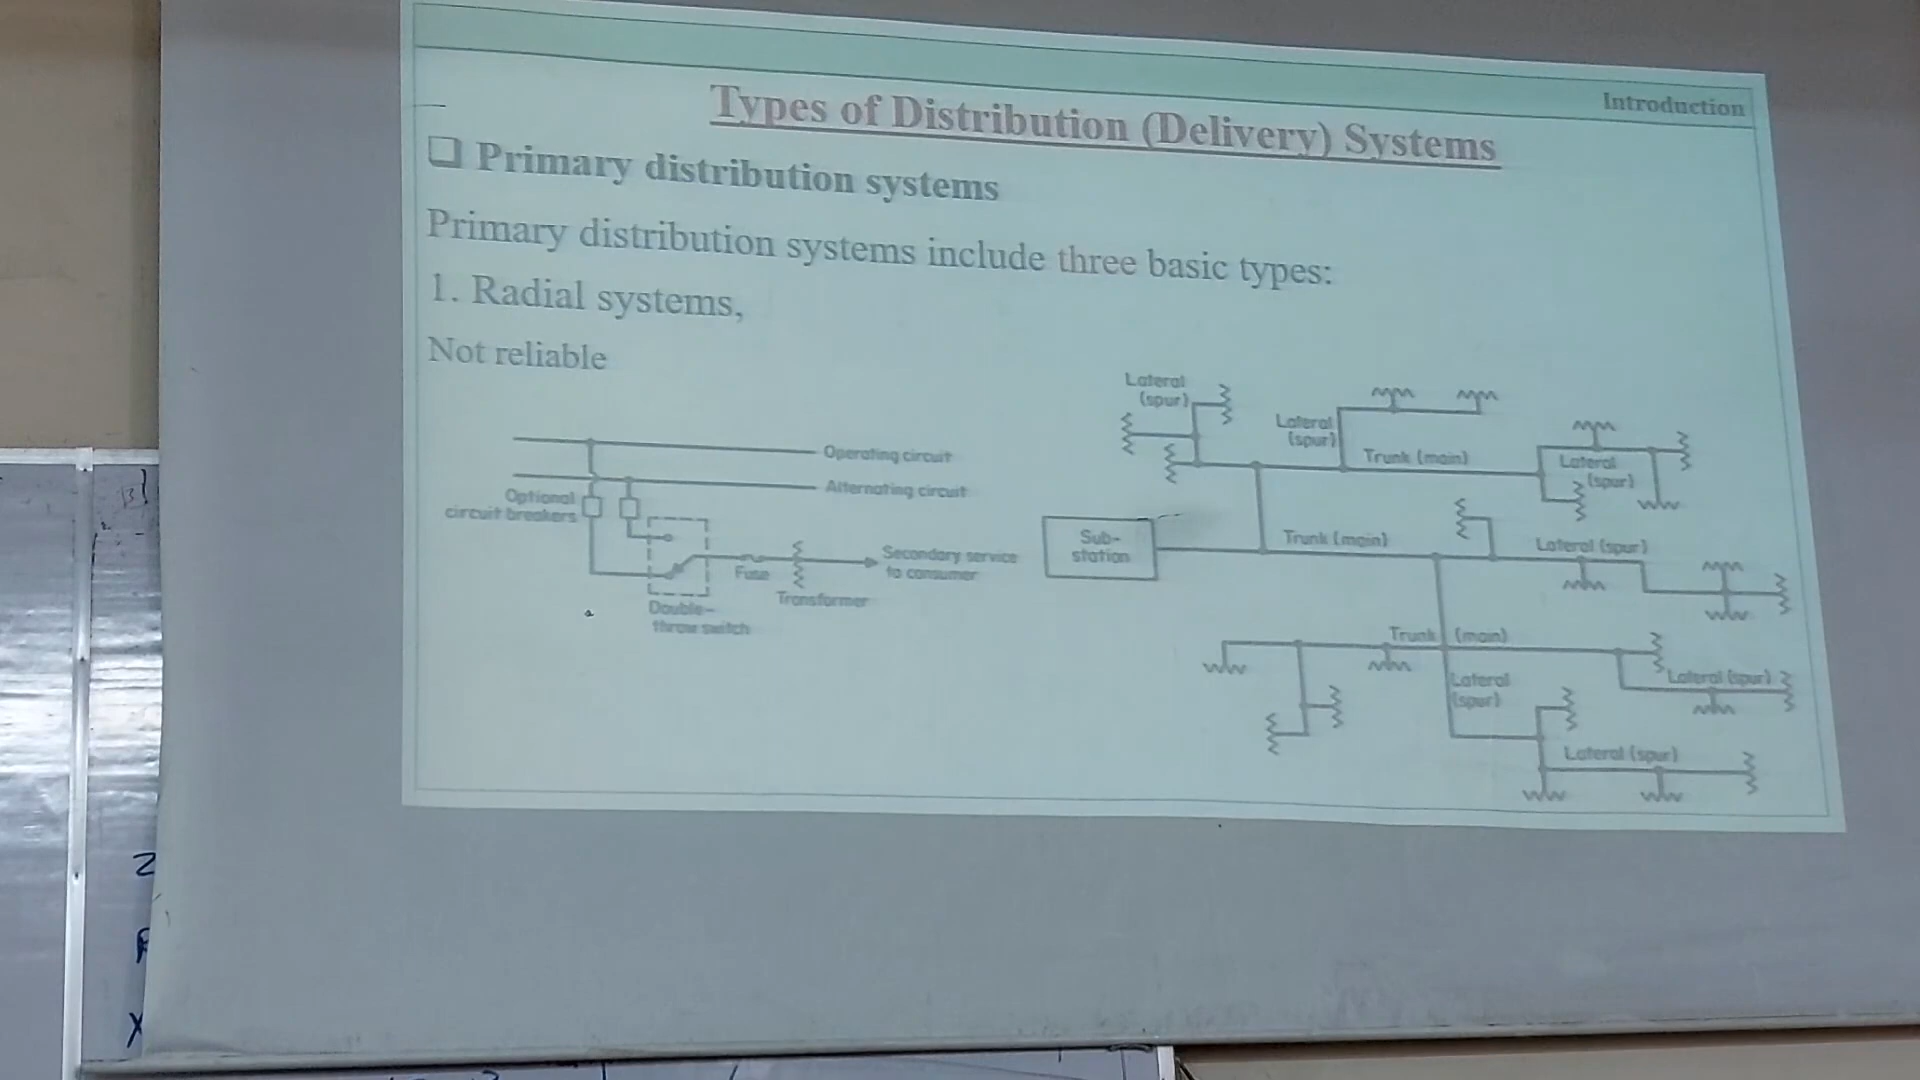 Introduction
Types of Distribution (Delivery) Systems
Primary distribution systems
Primary distribution systems include three basic types:
1. Radial systems,
Not reliable
Operating circuit
Alternating circuit
Optional
circuit breakers
Secondary service
to consumer
Fuse
Transformer
Double-
throw switch
Lateral
(spur)
Lateral
(spur)
Trunk (main)
Lateral
(spur)
Sub-
station
Trunk (main)
Lateral (spur)
Trunk (main)
Lateral
(spur)
Lateral (spur)
Lateral (spur)
Z
X